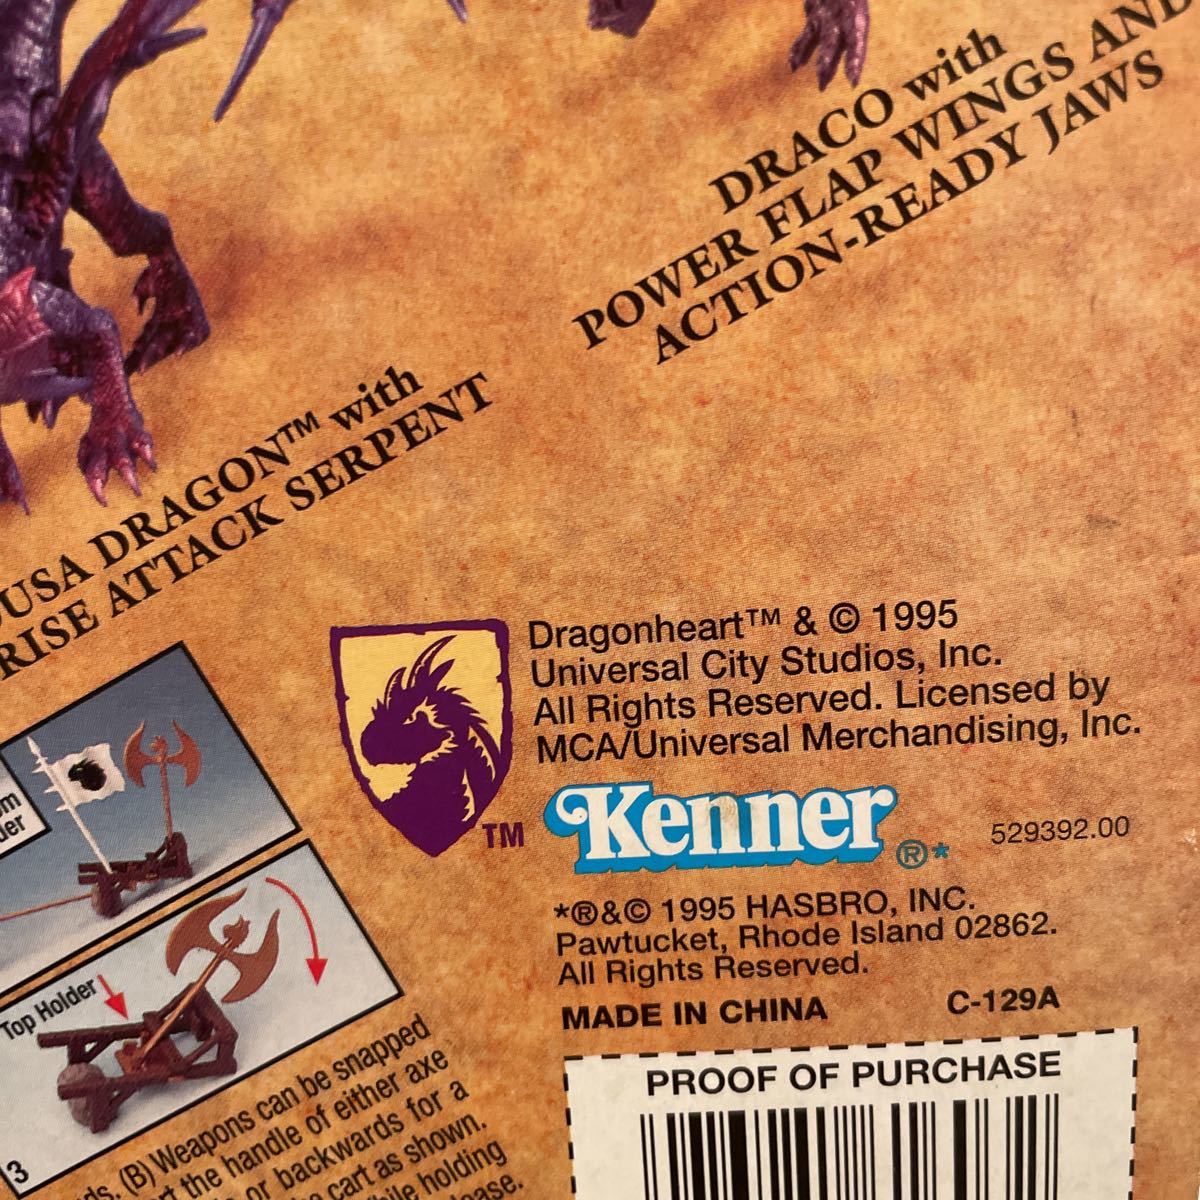 DRACO with
POWER FLAP WINGS AND
ACTION-READY JAWS
DRAGON™ with
ATTACK SERPENT
Dragonheart™ & © 1995
Universal City Studios, Inc.
All Rights Reserved. Licensed by
MCA/Universal Merchandising, Inc.
TM
Kenner®*
529392.00
*®&© 1995 HASBRO, INC.
Pawtucket, Rhode Island 02862.
All Rights Reserved.
MADE IN CHINA
C-129A
PROOF OF PURCHASE
Top Holder
3
(B) Weapons can be snapped
the handle of either axe
or backwards for a
cart as shown.
holding